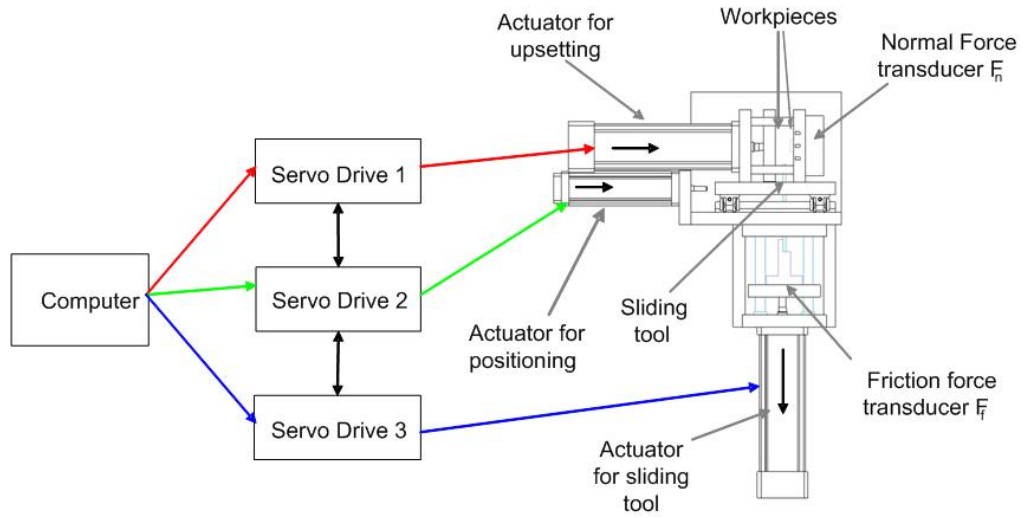 Actuator for
upsetting
Workpieces
Normal Force
transducer Fn
Servo Drive 1
Computer
Servo Drive 2
Servo Drive 3
Actuator for
positioning
Sliding
tool
Friction force
transducer Ff
Actuator
for sliding
tool